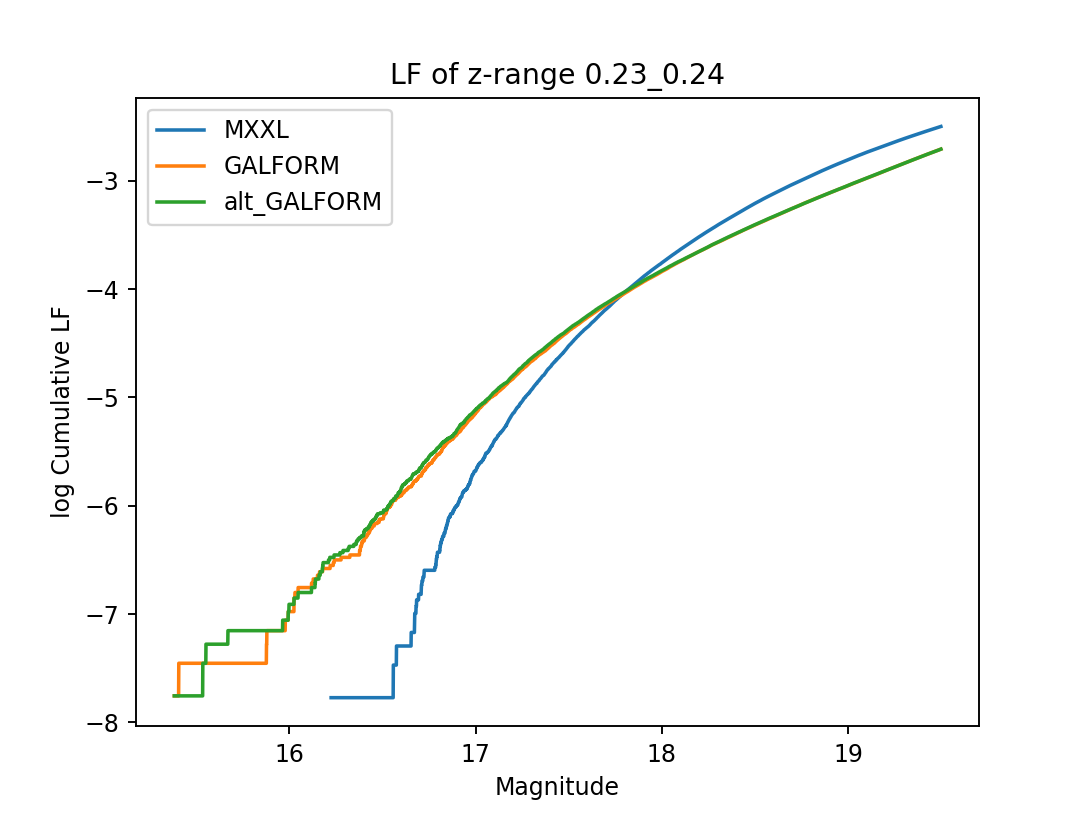 LF of z-range 0.23_0.24
MXXL
GALFORM
alt_GALFORM
−3
−4
−5
−6
−7
−8
log Cumulative LF
16 17 18 19
Magnitude